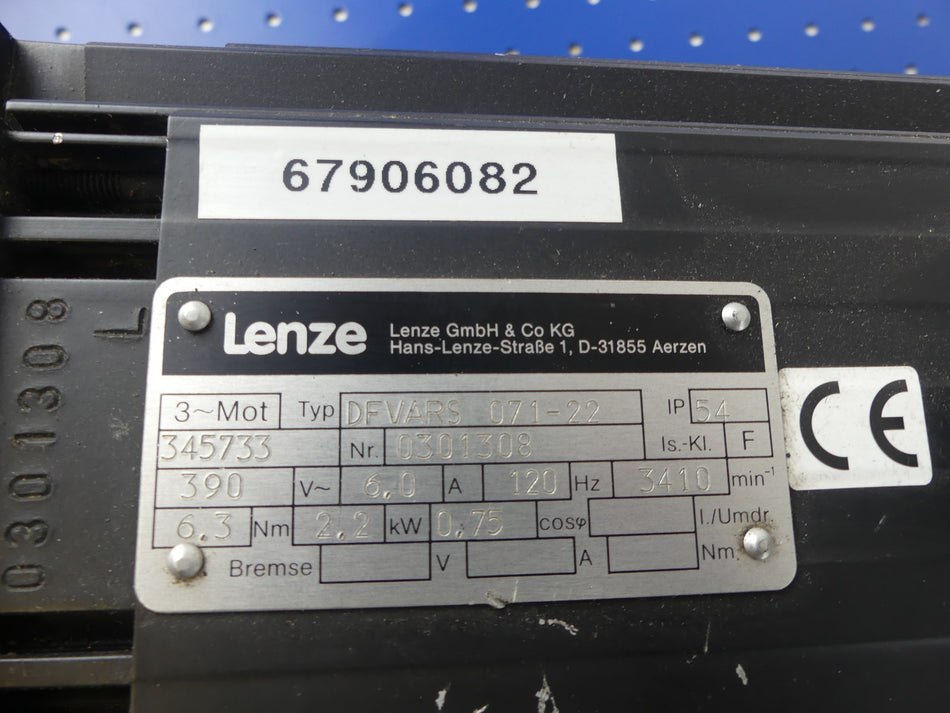 67906082
Lenze
Lenze GmbH & Co KG
Hans-Lenze-Straße 1, D-31855 Aerzen
3~Mot Typ DFVARS 071-22 IP 54
345733 Nr. 0301308 Is.-Kl. F
390 V~ 6.0 A 120 Hz 3410 min⁻¹
6.3 Nm 2.2 kW 0.75 cosφ I./Umdr.
Bremse V A Nm
CE
0301308 L